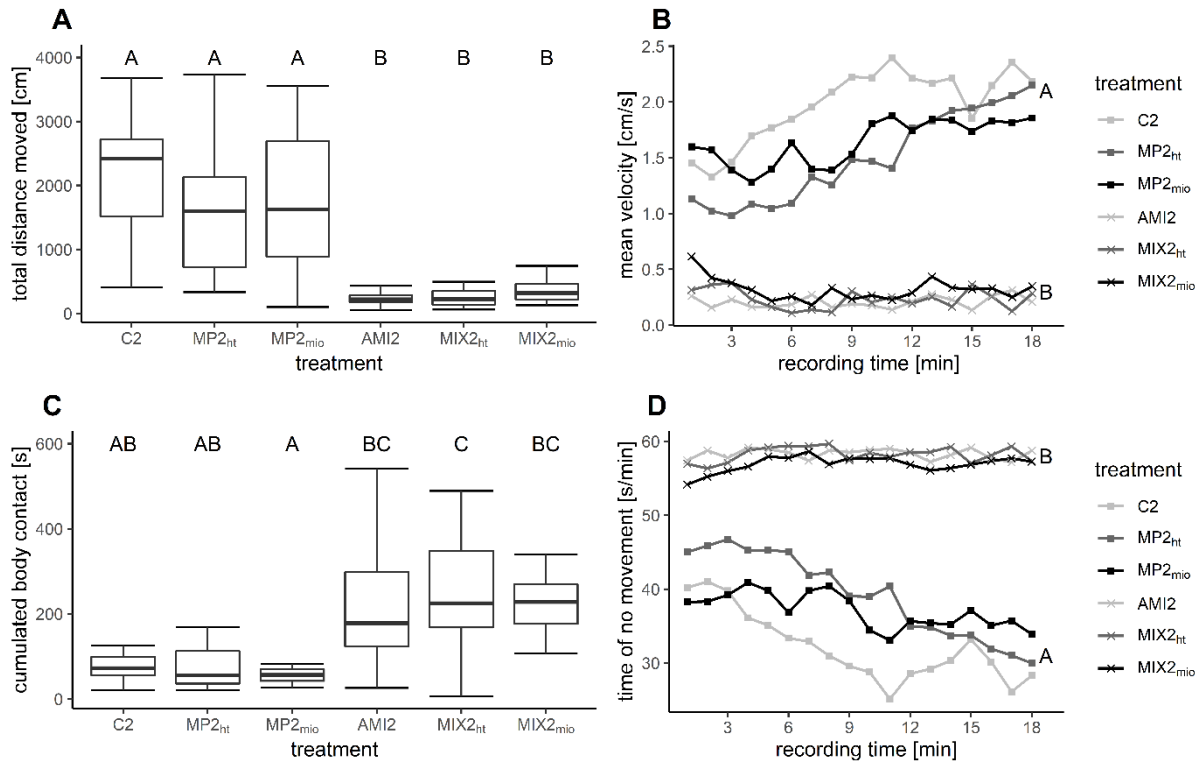 A
total distance moved [cm]
4000
3000
2000
1000
0
A A A B B B
C2 MP2ht MP2mio AMI2 MIX2ht MIX2mio
treatment
B
mean velocity [cm/s]
2.5
2.0
1.5
1.0
0.5
0.0
A
B
3 6 9 12 15 18
recording time [min]
treatment
C2
MP2ht
MP2mio
AMI2
MIX2ht
MIX2mio
C
cumulated body contact [s]
600
400
200
0
AB AB A BC C BC
C2 MP2ht MP2mio AMI2 MIX2ht MIX2mio
treatment
D
time of no movement [s/min]
60
50
40
30
B
A
3 6 9 12 15 18
recording time [min]
treatment
C2
MP2ht
MP2mio
AMI2
MIX2ht
MIX2mio